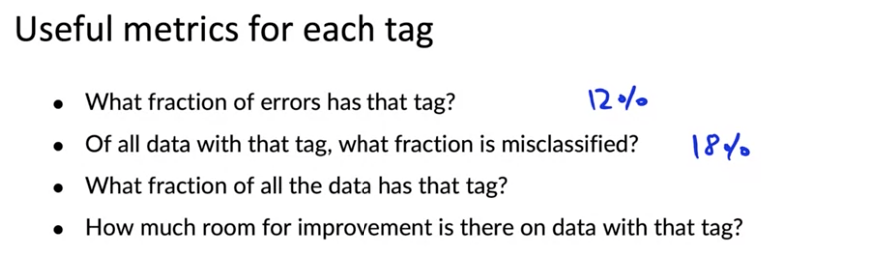 Useful metrics for each tag
• What fraction of errors has that tag? 12%
• Of all data with that tag, what fraction is misclassified? 18%
• What fraction of all the data has that tag?
• How much room for improvement is there on data with that tag?